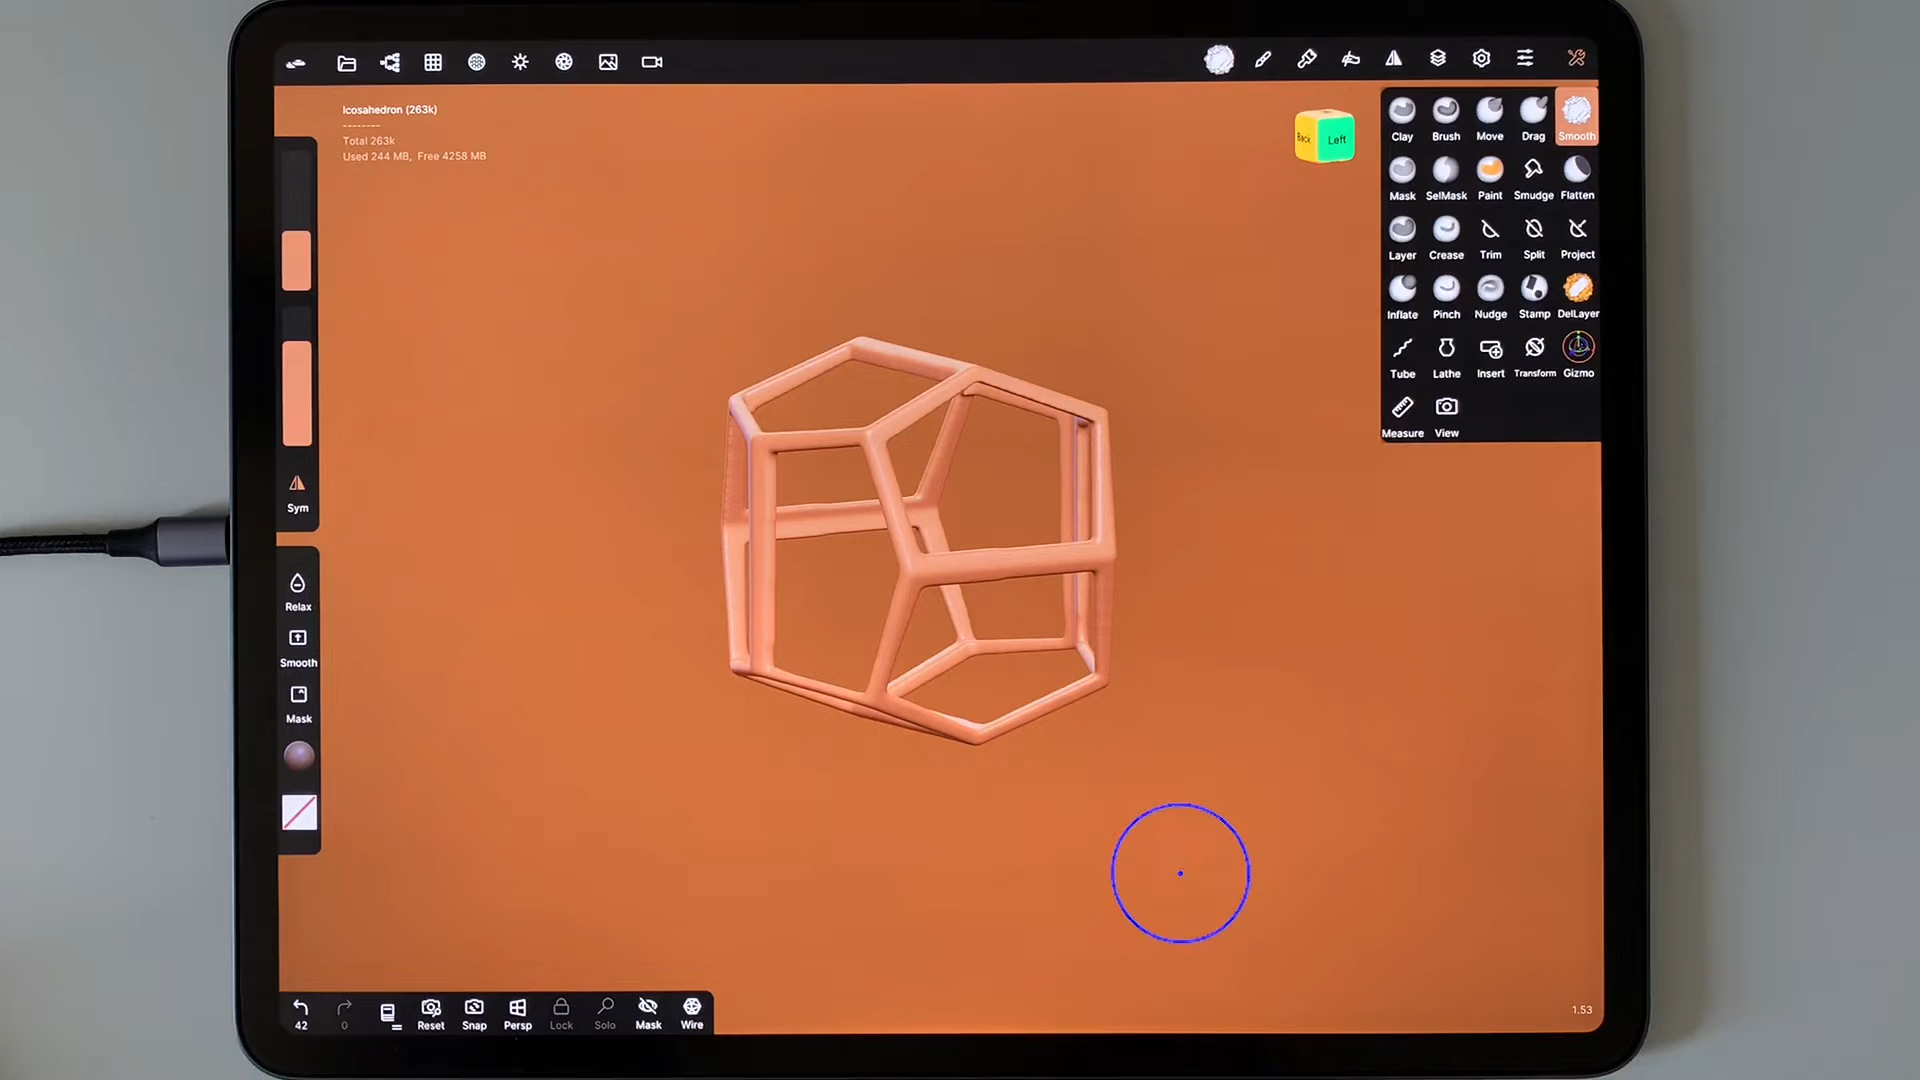 Icosahedron (263k)
--------
Total 263k
Used 244 MB, Free 4258 MB
Back
Left
Clay Brush Move Drag Smooth
Mask SelMask Paint Smudge Flatten
Layer Crease Trim Split Project
Inflate Pinch Nudge Stamp DelLayer
Tube Lathe Insert Transform Gizmo
Measure View
Sym
Relax
Smooth
Mask
42 0 Reset Snap Persp Lock Solo Mask Wire
1.53